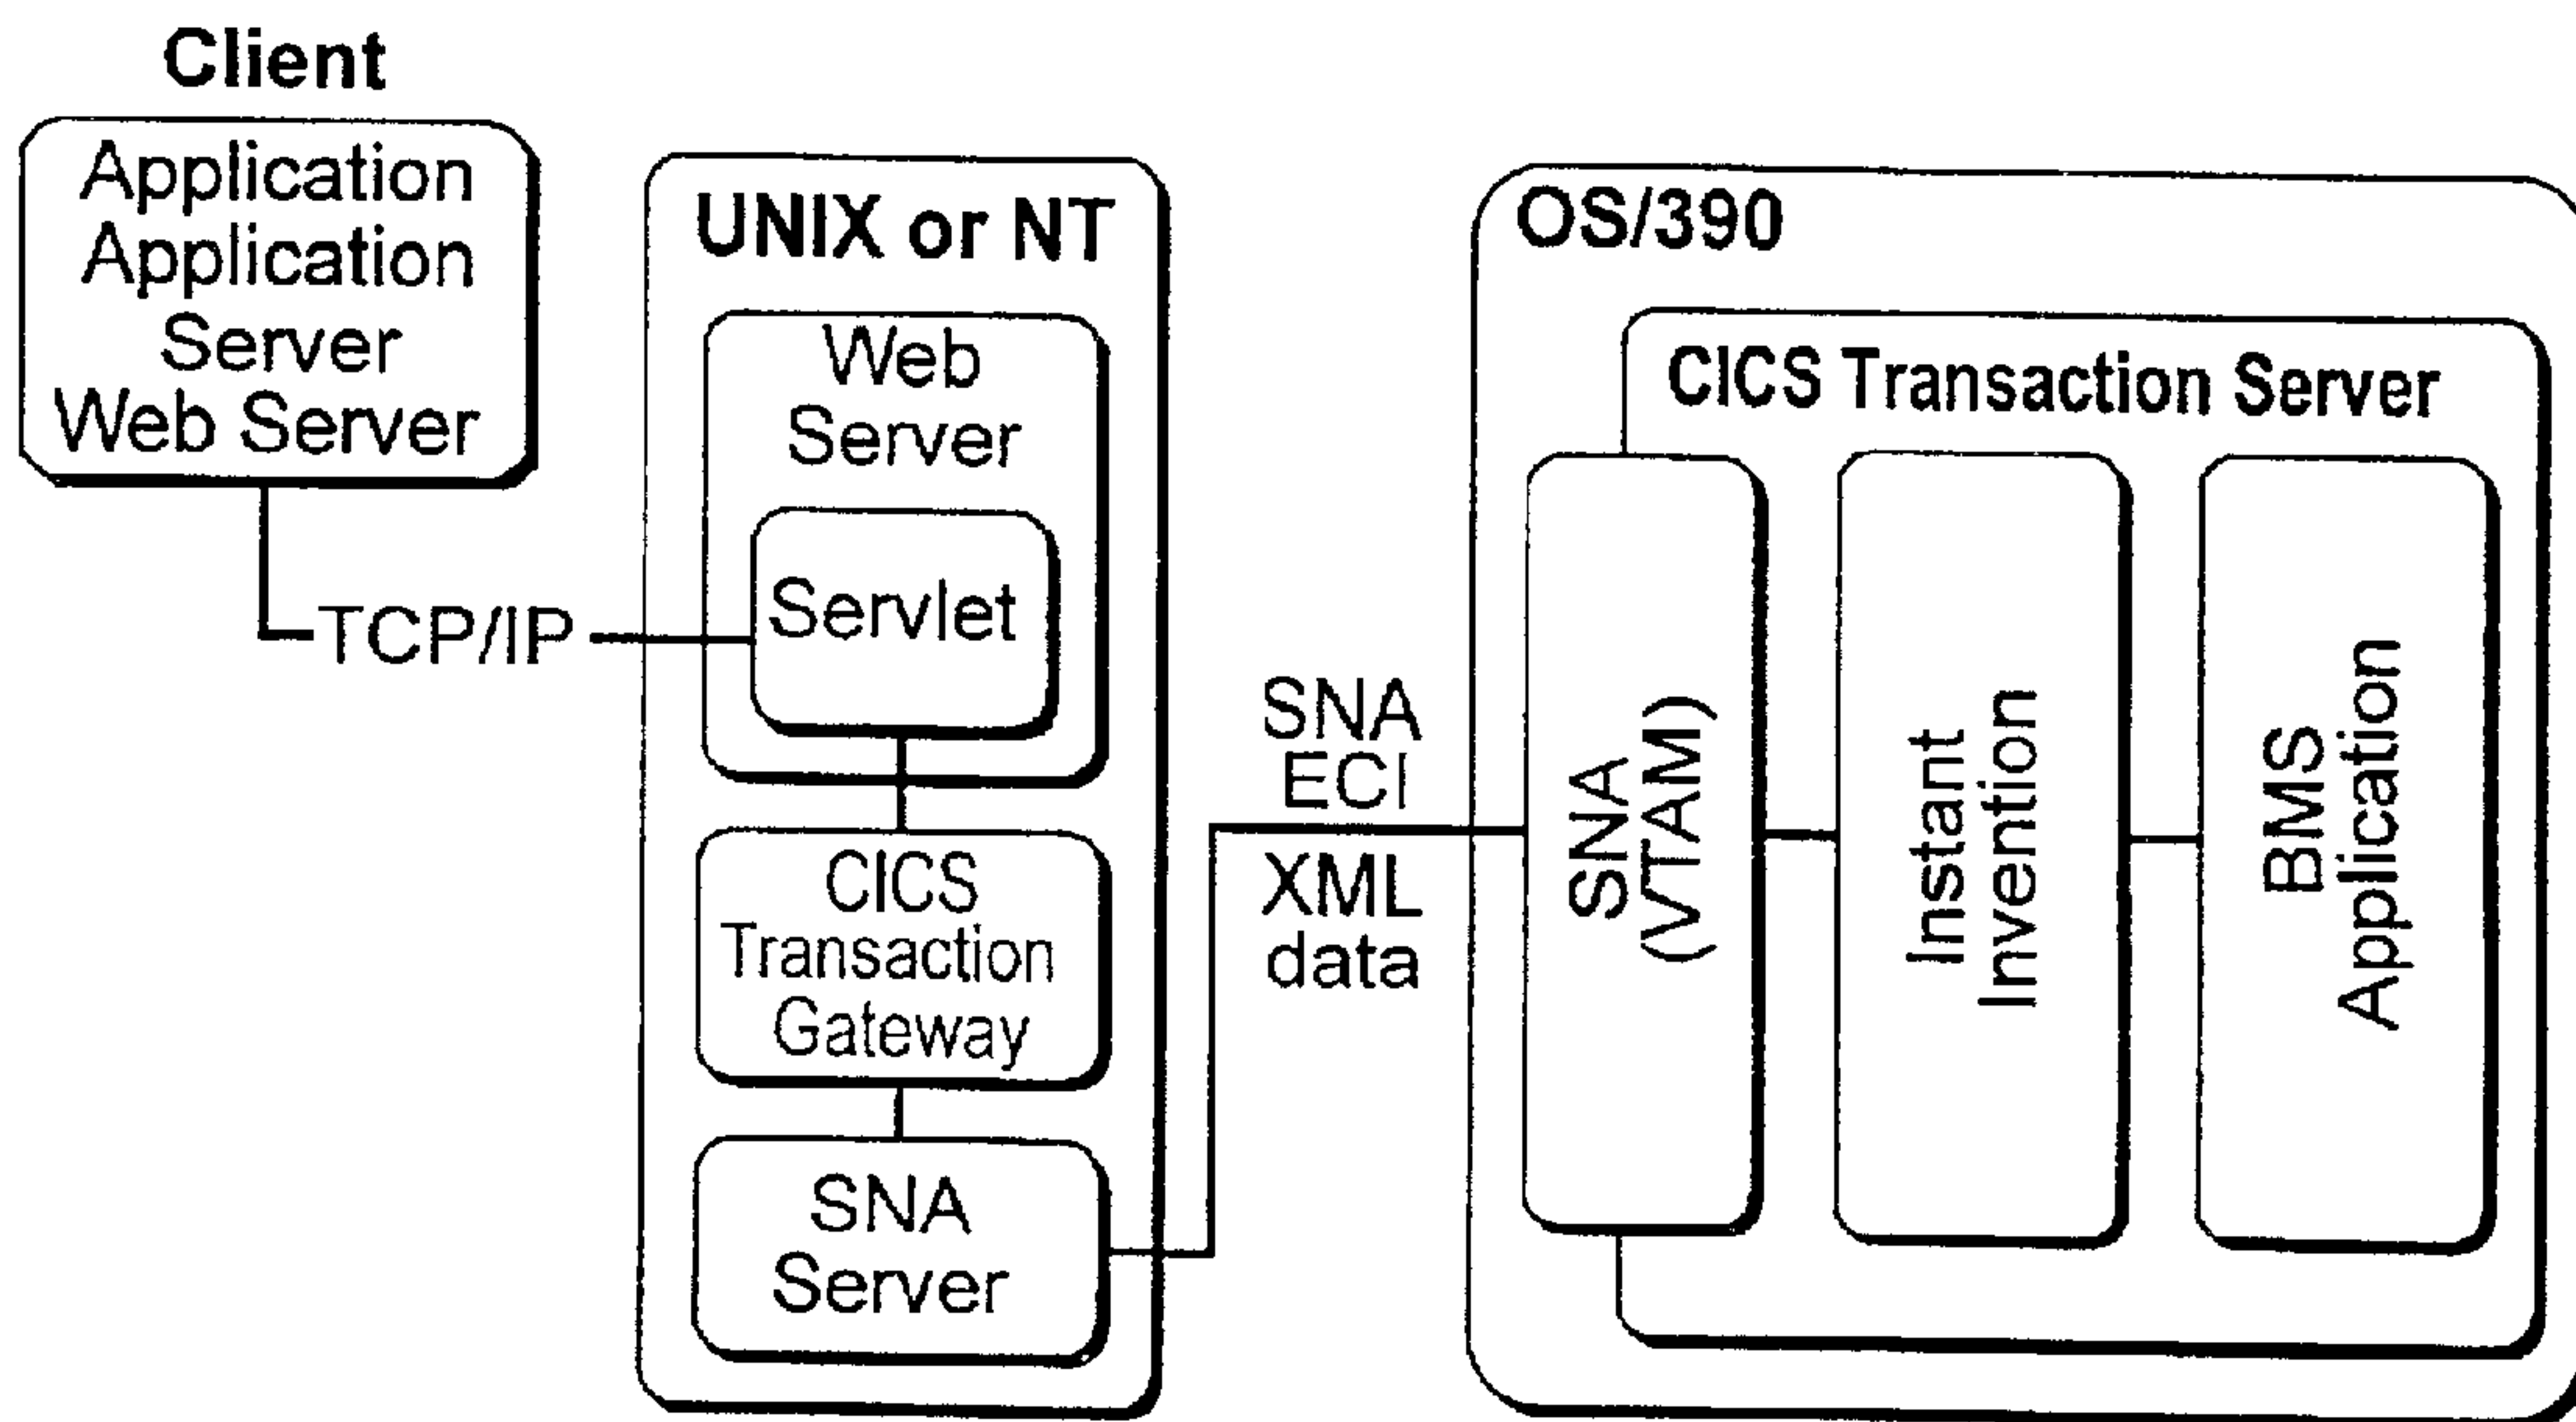 Client
Application
Application
Server
Web Server
TCP/IP
UNIX or NT
Web
Server
Servlet
CICS
Transaction
Gateway
SNA
Server
SNA
ECI
XML
data
OS/390
CICS Transaction Server
SNA
(VTAM)
Instant
Invention
BMS
Application